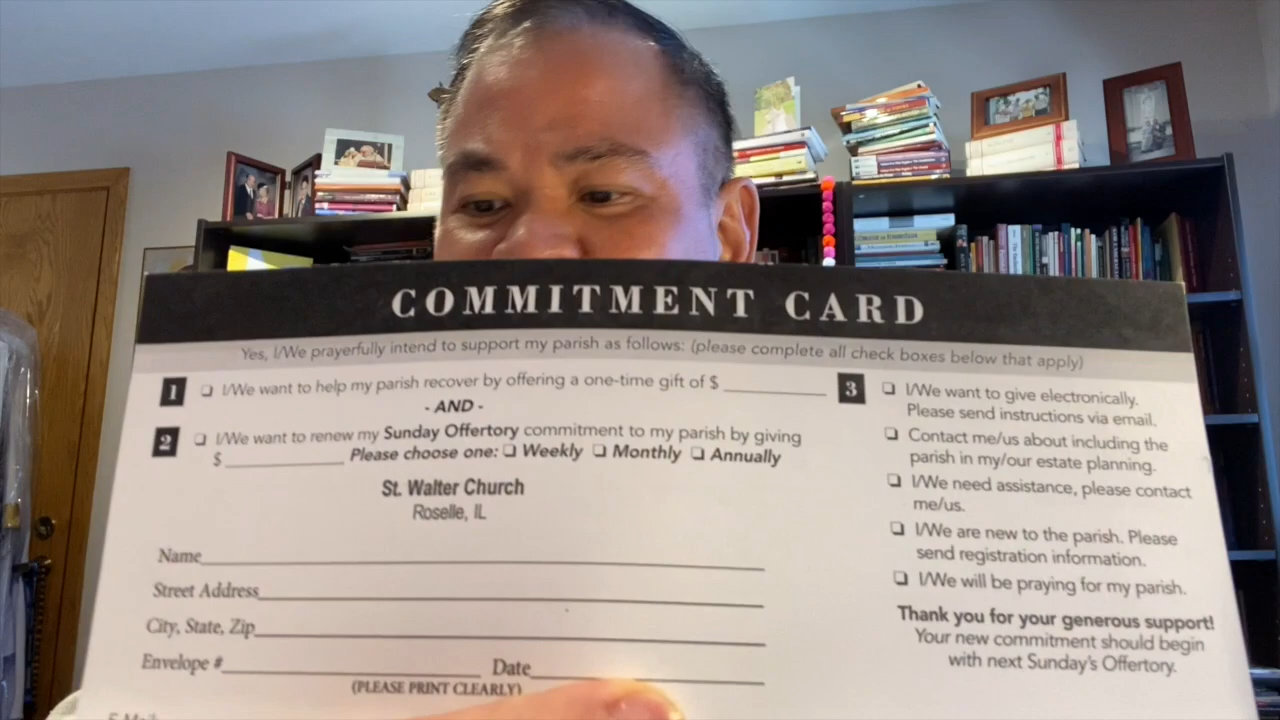 COMMITMENT CARD
Yes, I/We prayerfully intend to support my parish as follows: (please complete all check boxes below that apply)
1 ❑ I/We want to help my parish recover by offering a one-time gift of $ ____________
- AND -
2 ❑ I/We want to renew my Sunday Offertory commitment to my parish by giving
$ ______________ Please choose one: ❑ Weekly ❑ Monthly ❑ Annually
St. Walter Church
Roselle, IL
Name
Street Address
City, State, Zip
Envelope # Date
(PLEASE PRINT CLEARLY)
3 ❑ I/We want to give electronically.
Please send instructions via email.
❑ Contact me/us about including the
parish in my/our estate planning.
❑ I/We need assistance, please contact
me/us.
❑ I/We are new to the parish. Please
send registration information.
❑ I/We will be praying for my parish.
Thank you for your generous support!
Your new commitment should begin
with next Sunday's Offertory.